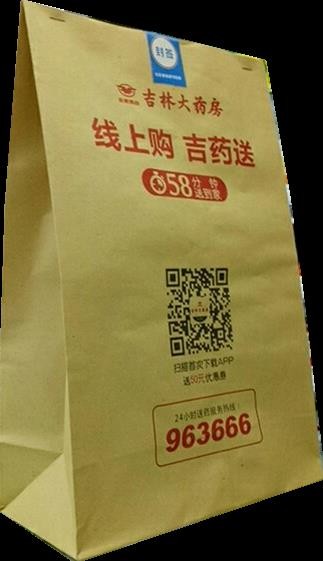 封签
吉林大药房
线上购 吉药送
58分钟
送到家
扫描首次下载APP
送50元优惠券
24小时送药服务热线：
963666